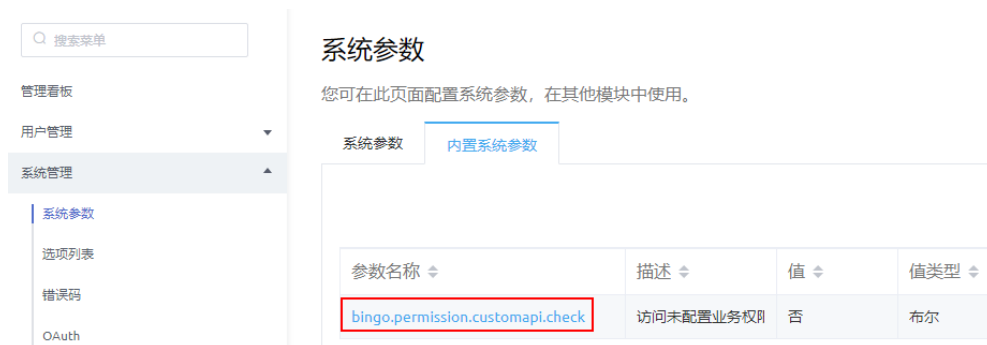 搜索菜单
管理看板
用户管理
系统管理
系统参数
选项列表
错误码
OAuth
系统参数
您可在此页面配置系统参数，在其他模块中使用。
系统参数 内置系统参数
参数名称 描述 值 值类型
bingo.permission.customapi.check 访问未配置业务权限 否 布尔